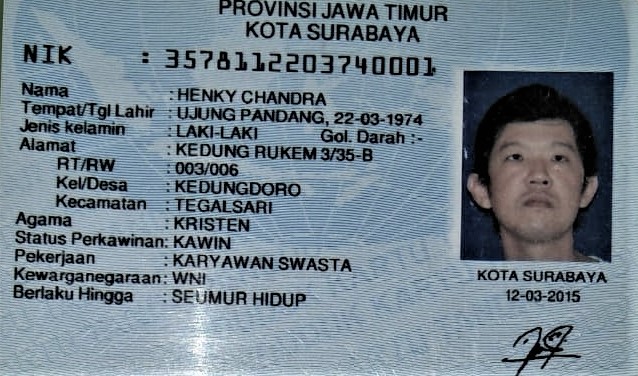 PROVINSI JAWA TIMUR
KOTA SURABAYA
NIK : 3578112203740001
Nama : HENKY CHANDRA
Tempat/Tgl Lahir : UJUNG PANDANG, 22-03-1974
Jenis kelamin : LAKI-LAKI Gol. Darah :-
Alamat : KEDUNG RUKEM 3/35-B
RT/RW : 003/006
Kel/Desa : KEDUNGDORO
Kecamatan : TEGALSARI
Agama : KRISTEN
Status Perkawinan: KAWIN
Pekerjaan : KARYAWAN SWASTA
Kewarganegaraan: WNI
Berlaku Hingga : SEUMUR HIDUP
KOTA SURABAYA
12-03-2015